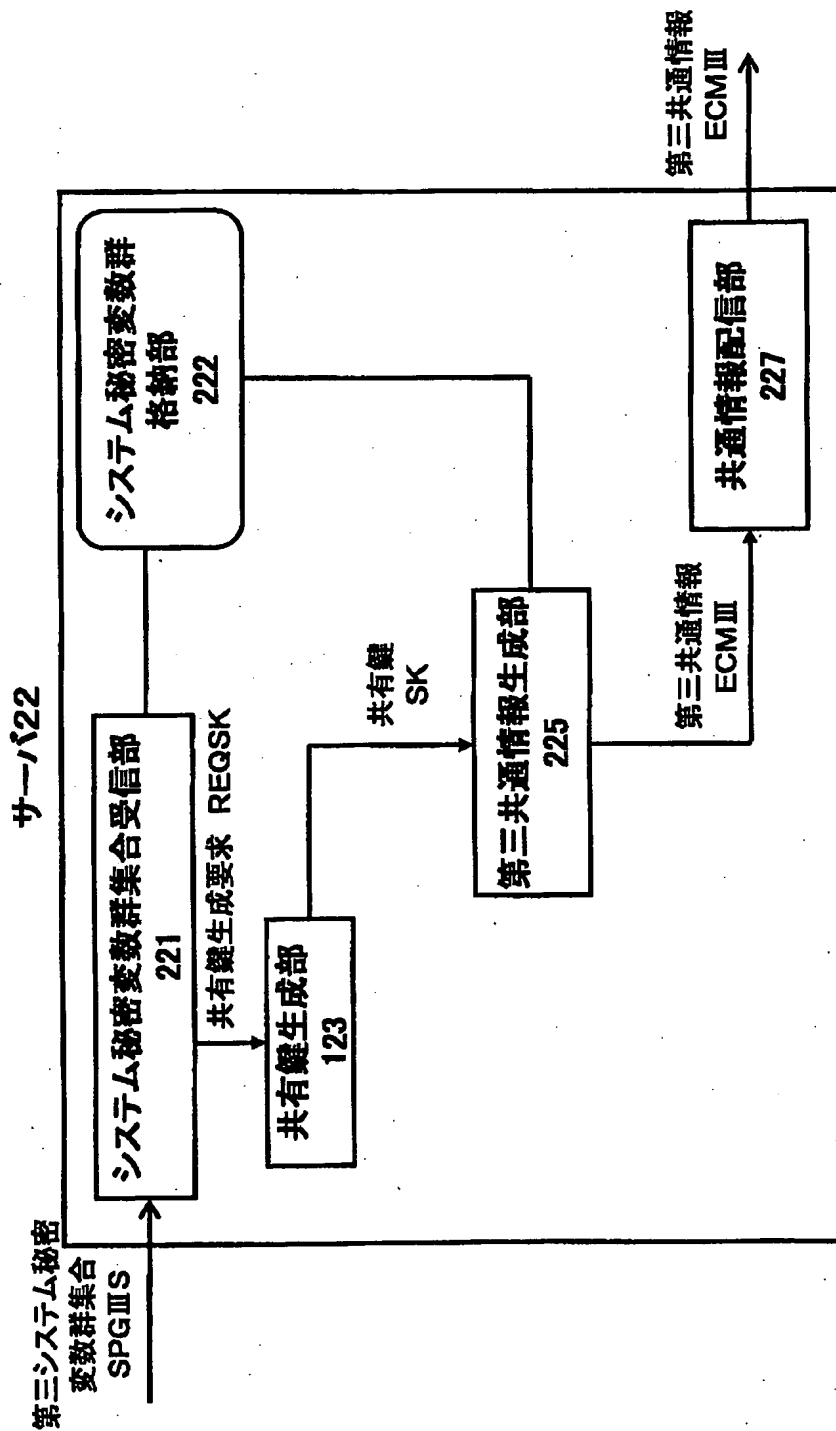 サーバ22
第三システム秘密
変数群集合
SPGⅢS
システム秘密変数群集合受信部
221
システム秘密変数群
格納部
222
共有鍵生成要求 REQSK
共有鍵生成部
123
共有鍵
SK
第三共通情報生成部
225
第三共通情報
ECMⅢ
共通情報配信部
227
第三共通情報
ECMⅢ